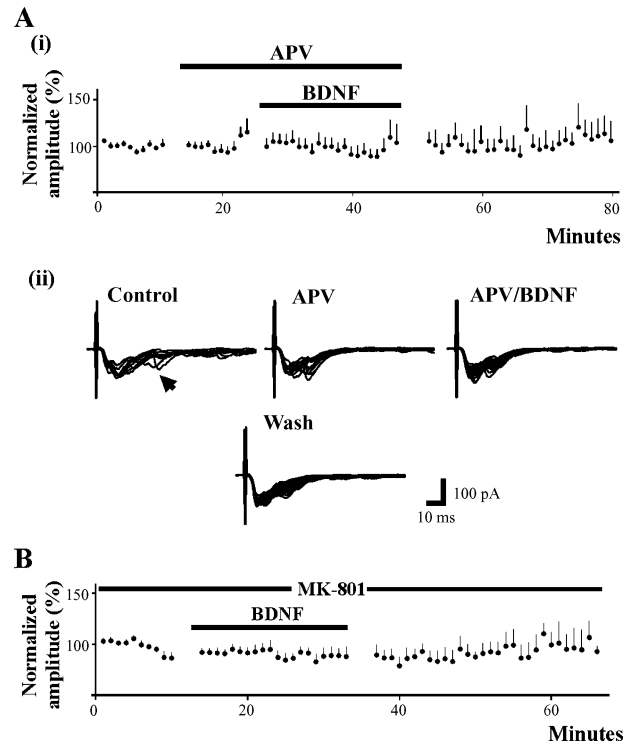 A
(i)
APV
BDNF
Normalized
amplitude (%)
150
100
0
20
40
60
80
Minutes
(ii)
Control
APV
APV/BDNF
Wash
100 pA
10 ms
B
MK-801
BDNF
Normalized
amplitude (%)
150
100
0
20
40
60
Minutes